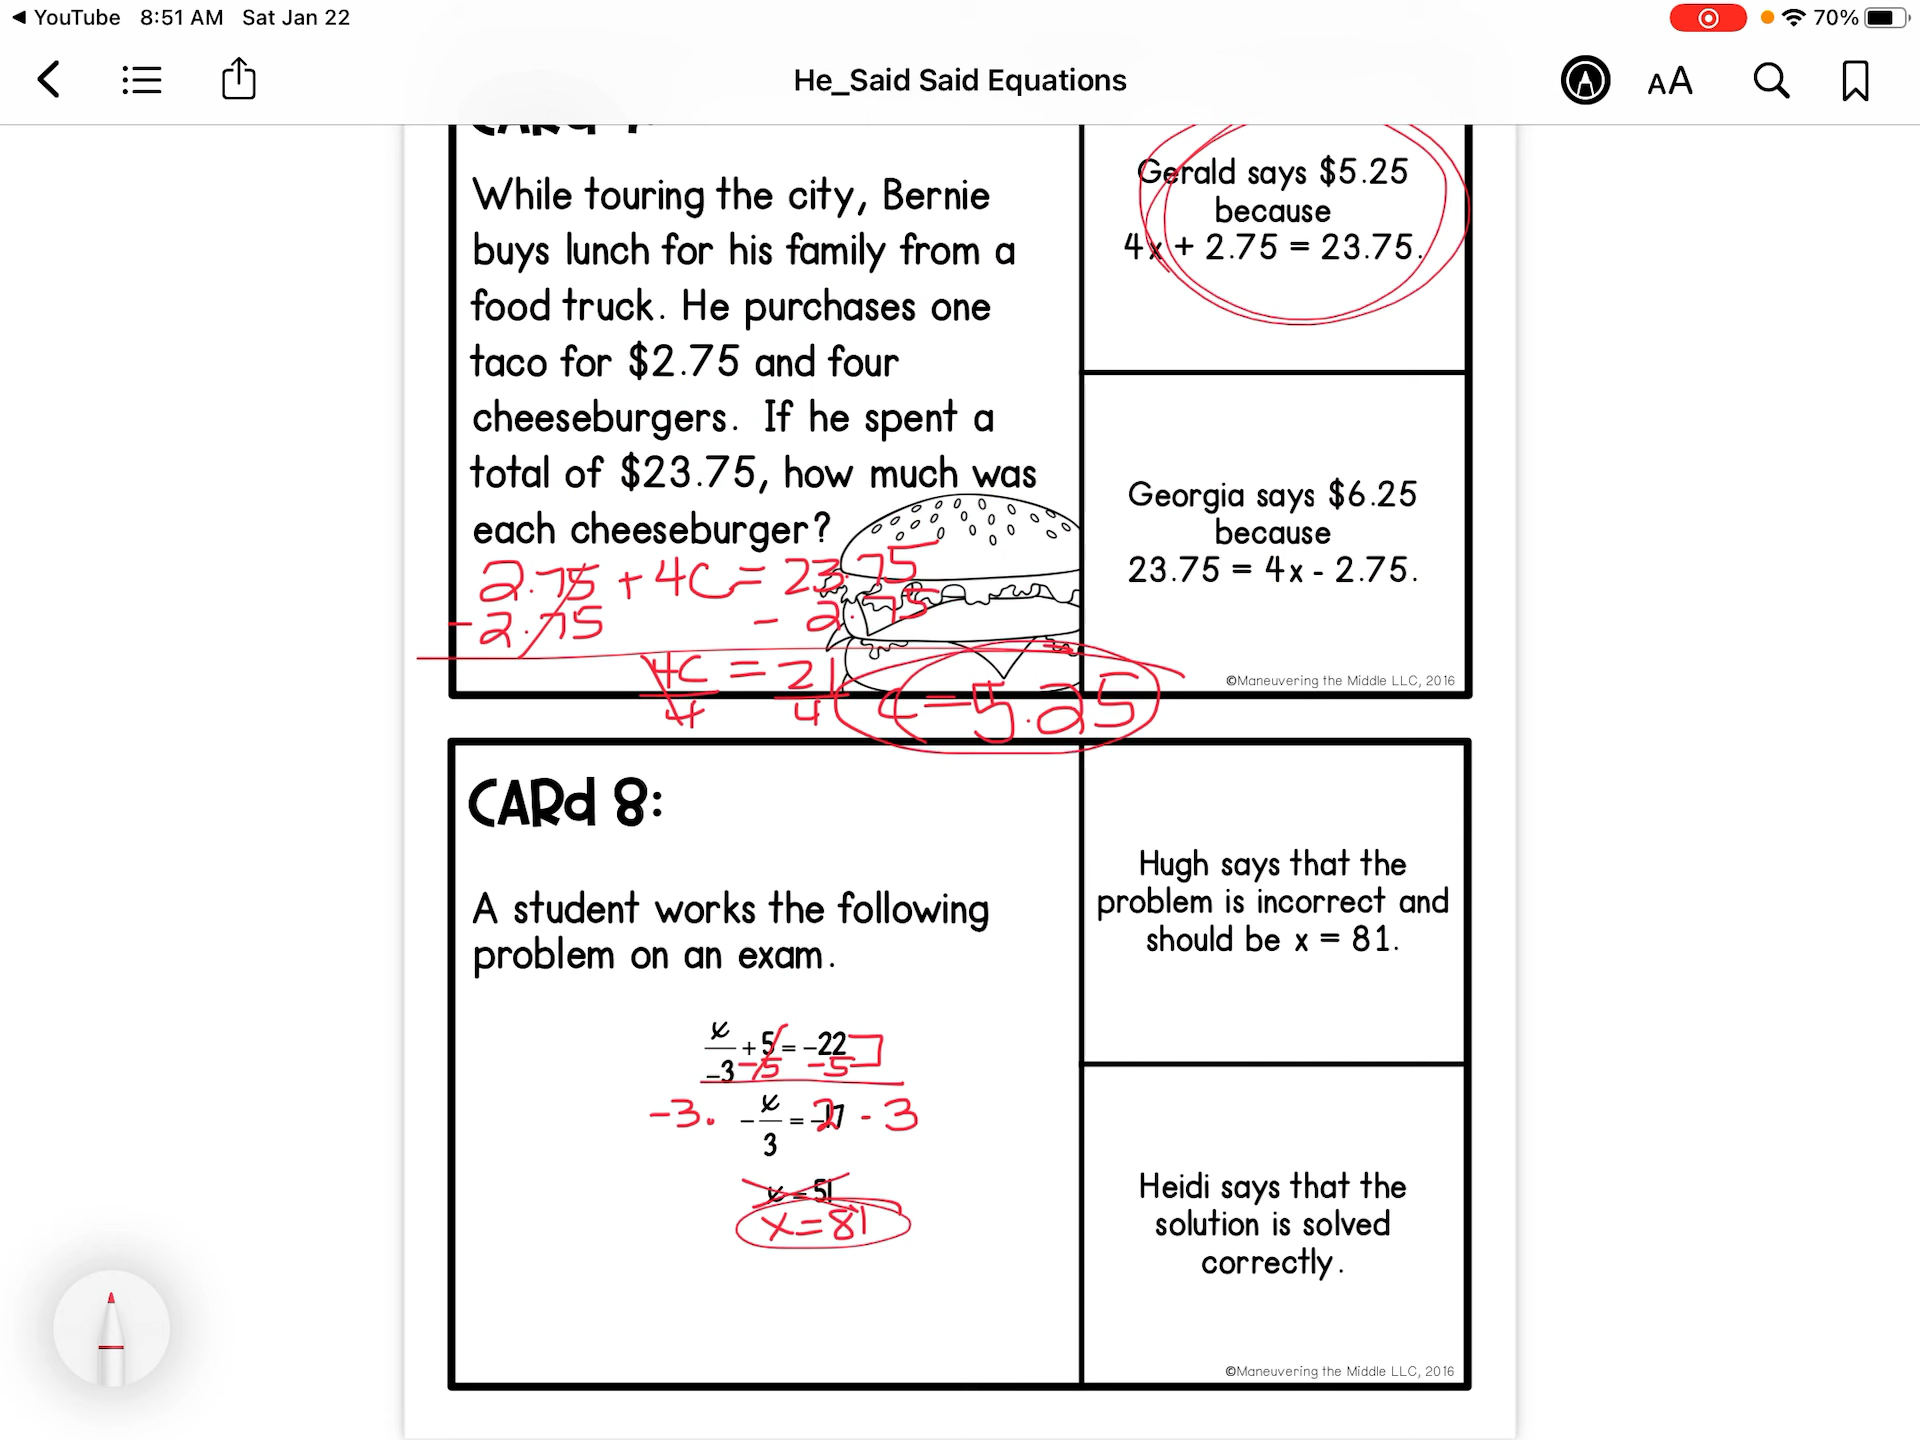 YouTube 8:51 AM Sat Jan 22
70%
He_Said Said Equations
While touring the city, Bernie
buys lunch for his family from a
food truck. He purchases one
taco for $2.75 and four
cheeseburgers. If he spent a
total of $23.75, how much was
each cheeseburger?
2.75 + 4C = 23.75
- 2.75 - 2.75
4C = 21
4 4
C = 5.25
Gerald says $5.25
because
4x + 2.75 = 23.75.
Georgia says $6.25
because
23.75 = 4x - 2.75.
©Maneuvering the Middle LLC, 2016
CARd 8:
A student works the following
problem on an exam.
x
+ 5 = -22
-3 -5 -5
-3. - x = -17 - 3
3
x = 51
x = 81
Hugh says that the
problem is incorrect and
should be x = 81.
Heidi says that the
solution is solved
correctly.
©Maneuvering the Middle LLC, 2016